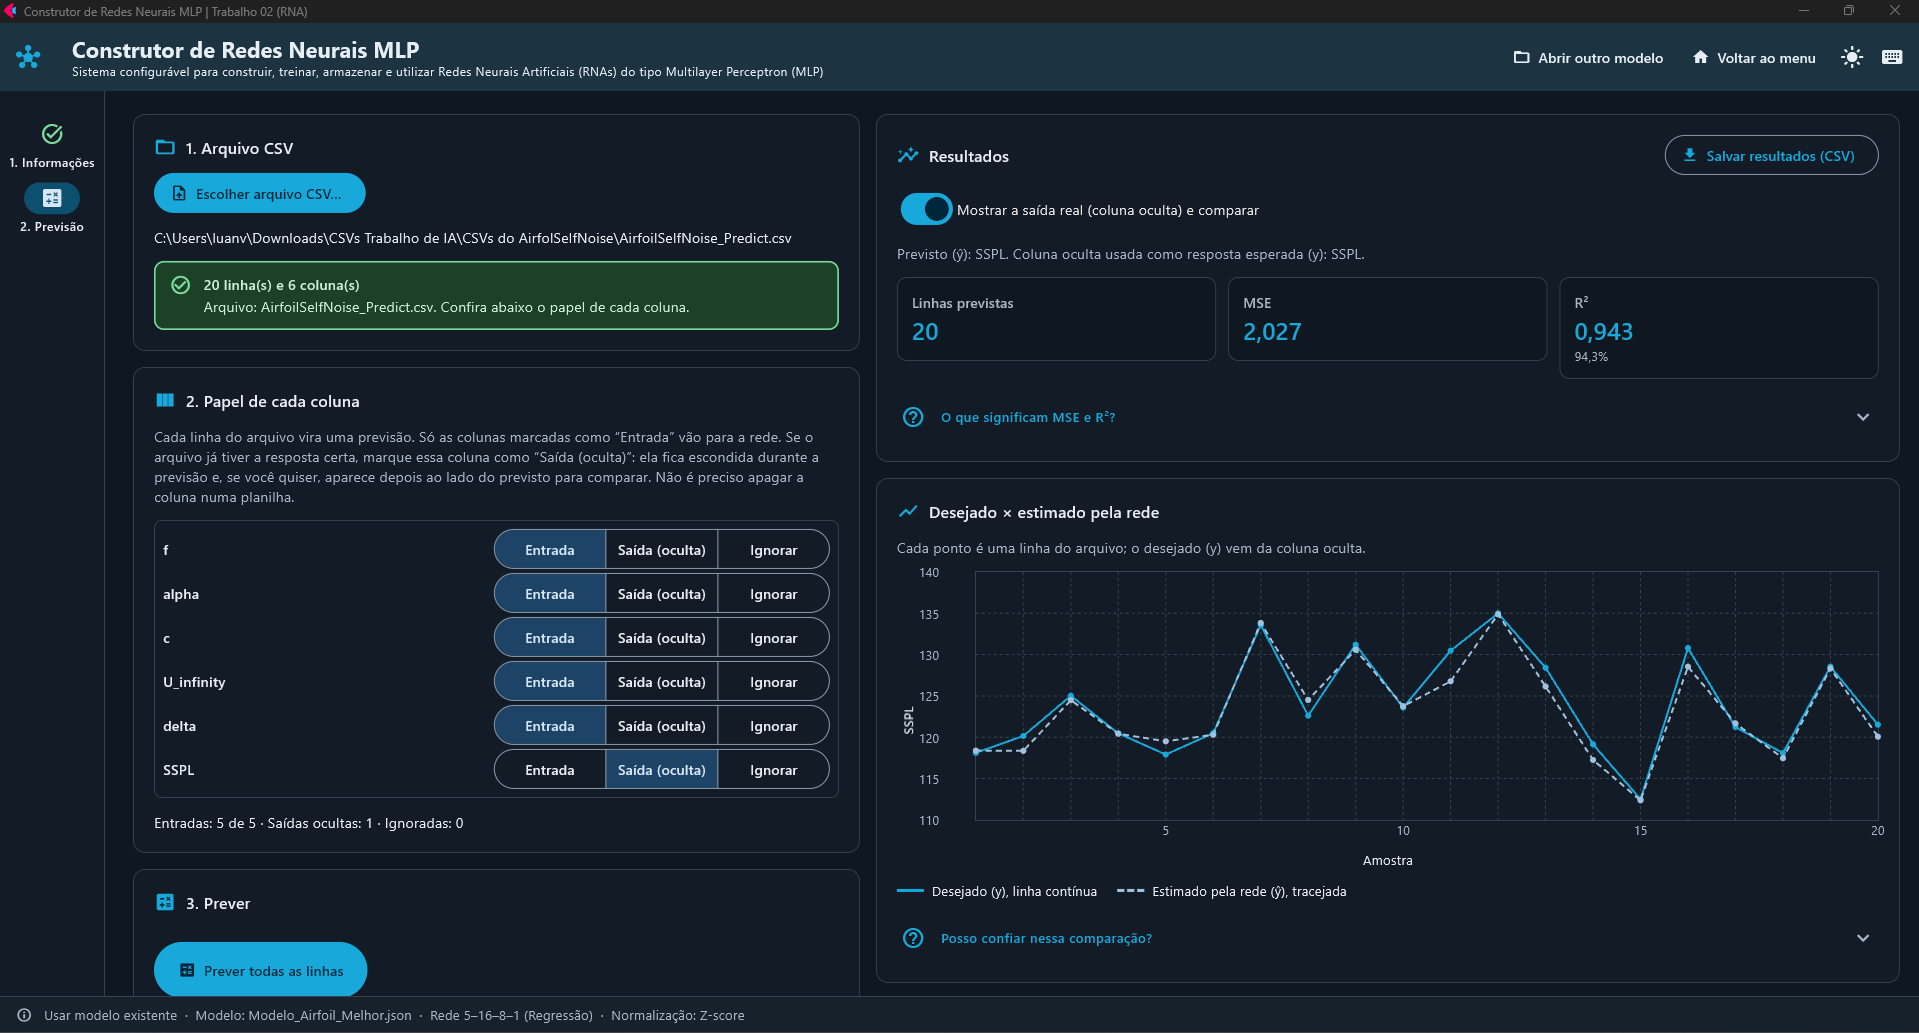 Construtor de Redes Neurais MLP | Trabalho 02 (RNA)
Construtor de Redes Neurais MLP
Sistema configurável para construir, treinar, armazenar e utilizar Redes Neurais Artificiais (RNAs) do tipo Multilayer Perceptron (MLP)
Abrir outro modelo
Voltar ao menu
1. Informações
2. Previsão
1. Arquivo CSV
Escolher arquivo CSV...
C:\Users\luanv\Downloads\CSVs Trabalho de IA\CSVs do AirfolSelfNoise\AirfoilSelfNoise_Predict.csv
20 linha(s) e 6 coluna(s)
Arquivo: AirfoilSelfNoise_Predict.csv. Confira abaixo o papel de cada coluna.
2. Papel de cada coluna
Cada linha do arquivo vira uma previsão. Só as colunas marcadas como “Entrada” vão para a rede. Se o
arquivo já tiver a resposta certa, marque essa coluna como “Saída (oculta)”: ela fica escondida durante a
previsão e, se você quiser, aparece depois ao lado do previsto para comparar. Não é preciso apagar a
coluna numa planilha.
f Entrada Saída (oculta) Ignorar
alpha Entrada Saída (oculta) Ignorar
c Entrada Saída (oculta) Ignorar
U_infinity Entrada Saída (oculta) Ignorar
delta Entrada Saída (oculta) Ignorar
SSPL Entrada Saída (oculta) Ignorar
Entradas: 5 de 5 · Saídas ocultas: 1 · Ignoradas: 0
3. Prever
Prever todas as linhas
Resultados
Salvar resultados (CSV)
Mostrar a saída real (coluna oculta) e comparar
Previsto (ŷ): SSPL. Coluna oculta usada como resposta esperada (y): SSPL.
Linhas previstas
20
MSE
2,027
R²
0,943
94,3%
O que significam MSE e R²?
Desejado × estimado pela rede
Cada ponto é uma linha do arquivo; o desejado (y) vem da coluna oculta.
140
135
130
125
120
115
110
SSPL
5 10 15 20
Amostra
Desejado (y), linha contínua
Estimado pela rede (ŷ), tracejada
Posso confiar nessa comparação?
Usar modelo existente · Modelo: Modelo_Airfoil_Melhor.json · Rede 5–16–8–1 (Regressão) · Normalização: Z-score